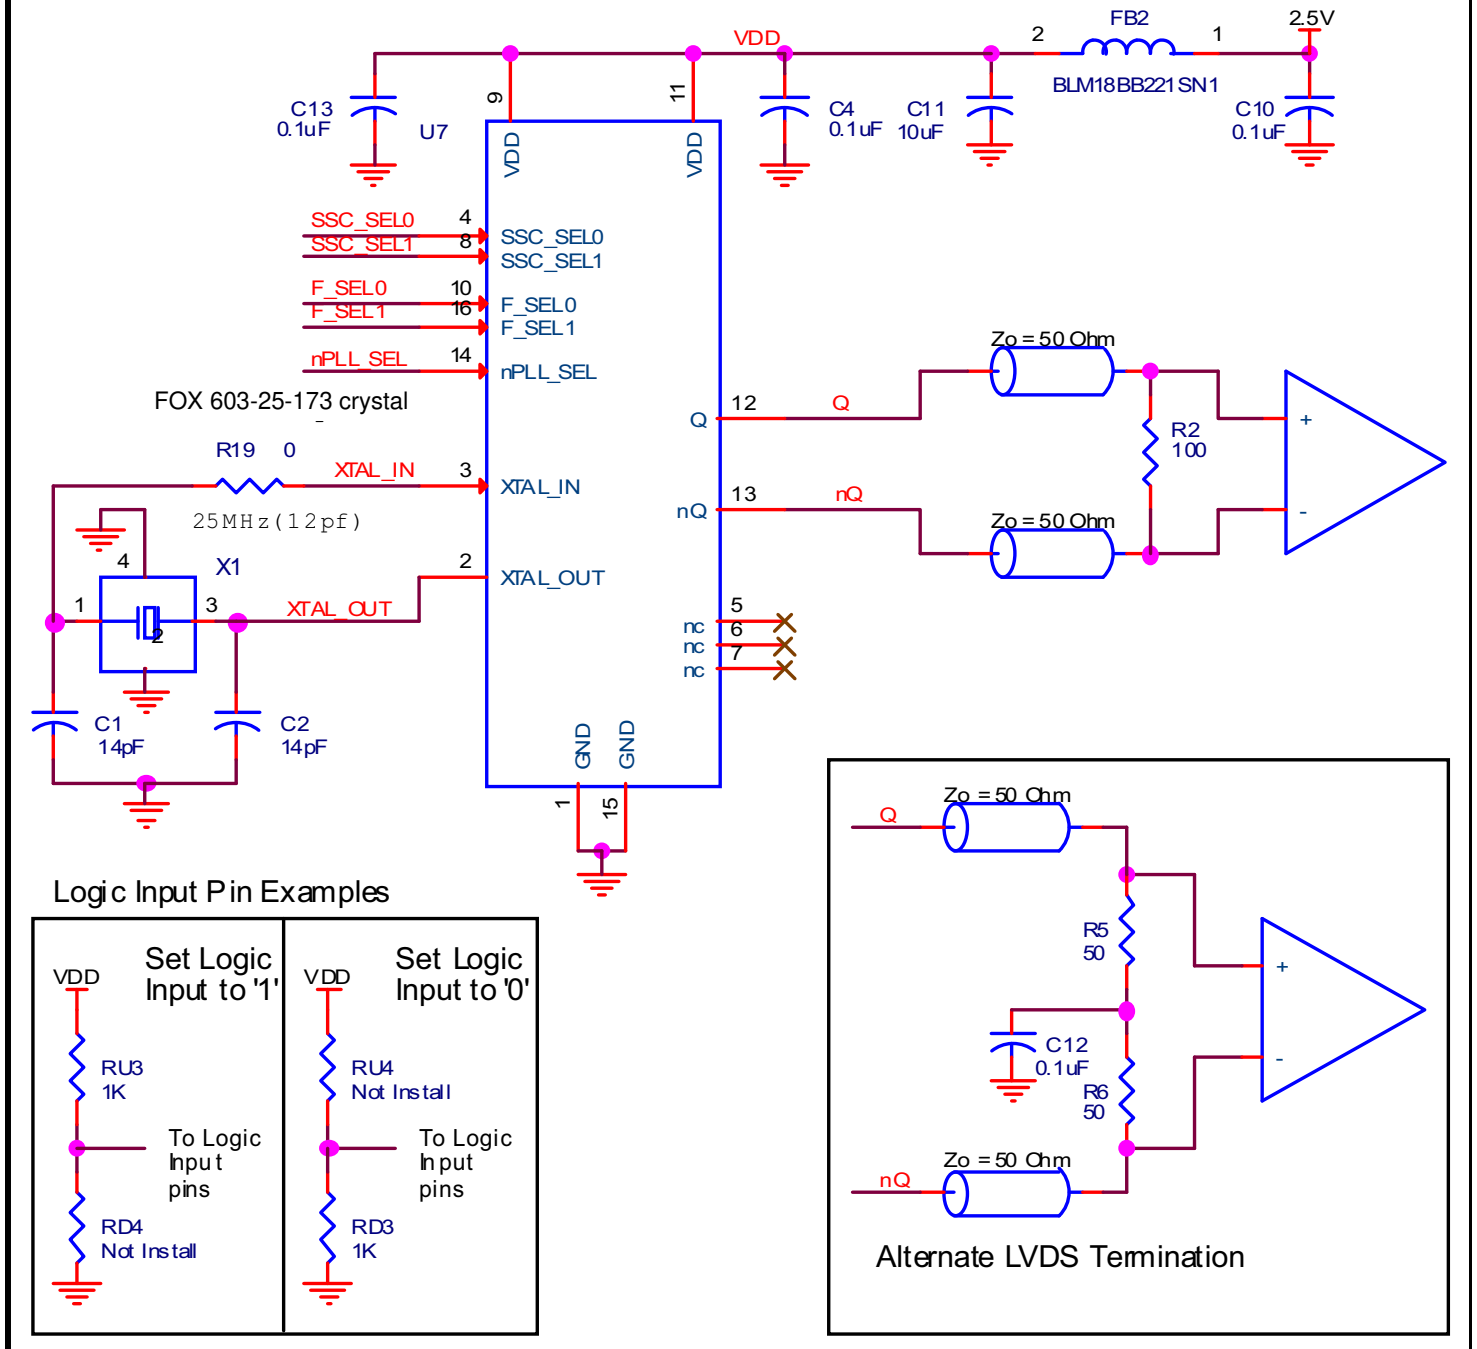 FB2
2.5V
VDD
2
1
BLM18BB221SN1
C13
0.1uF
9
11
U7
C4
0.1uF
C11
10uF
C10
0.1uF
VDD
VDD
SSC_SEL0
4
SSC_SEL0
SSC_SEL1
8
SSC_SEL1
F_SEL0
10
F_SEL0
F_SEL1
16
F_SEL1
nPLL_SEL
14
nPLL_SEL
Zo = 50 Ohm
FOX 603-25-173 crystal
Q
12
Q
+
R2
100
R19
0
XTAL_IN
3
XTAL_IN
nQ
13
nQ
-
25MHz(12pf)
Zo = 50 Ohm
4
X1
2
XTAL_OUT
1
2
3
XTAL_OUT
nc
5
nc
6
nc
7
C1
14pF
C2
14pF
GND
GND
1
15
Logic Input Pin Examples
Set Logic
Input to '1'
VDD
RU3
1K
To Logic
Input
pins
RD4
Not Install
Set Logic
Input to '0'
VDD
RU4
Not Install
To Logic
Input
pins
RD3
1K
Zo = 50 Ohm
Q
R5
50
+
C12
0.1uF
-
R6
50
Zo = 50 Ohm
nQ
Alternate LVDS Termination